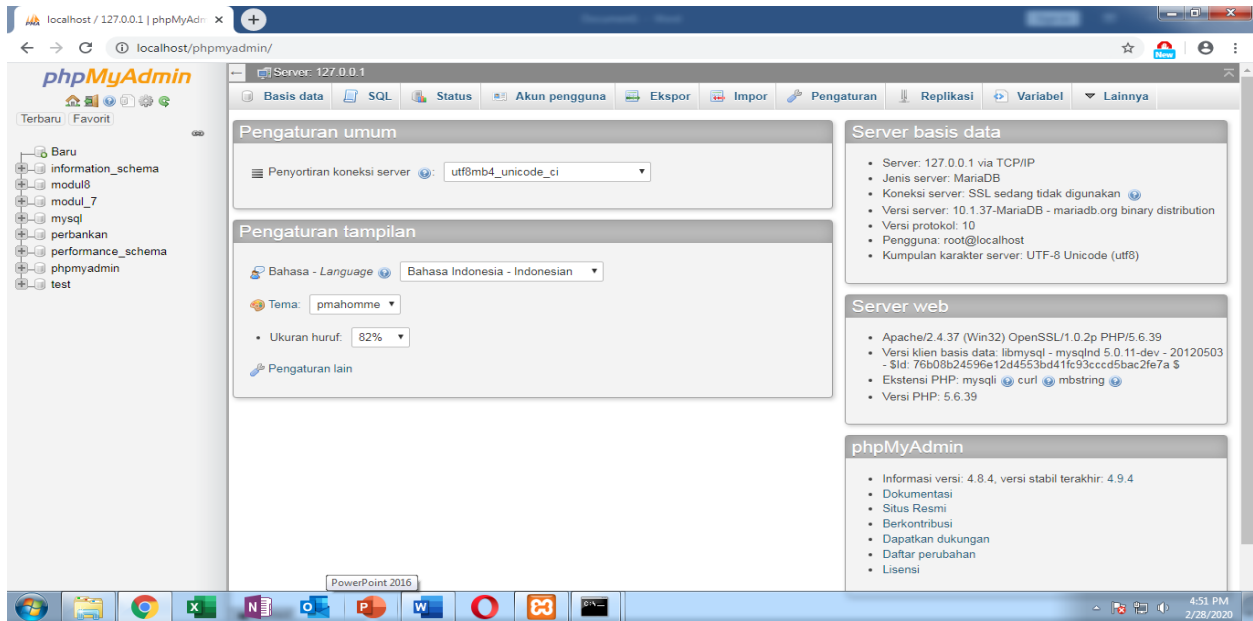 localhost / 127.0.0.1 | phpMyAdm
localhost/phpmyadmin/
New
phpMyAdmin
Terbaru Favorit
Baru
information_schema
modul8
modul_7
mysql
perbankan
performance_schema
phpmyadmin
test
Server: 127.0.0.1
Basis data SQL Status Akun pengguna Ekspor Impor Pengaturan Replikasi Variabel Lainnya
Pengaturan umum
Penyortiran koneksi server : utf8mb4_unicode_ci
Pengaturan tampilan
Bahasa - Language Bahasa Indonesia - Indonesian
Tema: pmahomme
• Ukuran huruf: 82%
Pengaturan lain
Server basis data
• Server: 127.0.0.1 via TCP/IP
• Jenis server: MariaDB
• Koneksi server: SSL sedang tidak digunakan
• Versi server: 10.1.37-MariaDB - mariadb.org binary distribution
• Versi protokol: 10
• Pengguna: root@localhost
• Kumpulan karakter server: UTF-8 Unicode (utf8)
Server web
• Apache/2.4.37 (Win32) OpenSSL/1.0.2p PHP/5.6.39
• Versi klien basis data: libmysql - mysqlnd 5.0.11-dev - 20120503
- $Id: 76b08b24596e12d4553bd41fc93cccd5bac2fe7a $
• Ekstensi PHP: mysqli curl mbstring
• Versi PHP: 5.6.39
phpMyAdmin
• Informasi versi: 4.8.4, versi stabil terakhir: 4.9.4
• Dokumentasi
• Situs Resmi
• Berkontribusi
• Dapatkan dukungan
• Daftar perubahan
• Lisensi
PowerPoint 2016
4:51 PM
2/28/2020